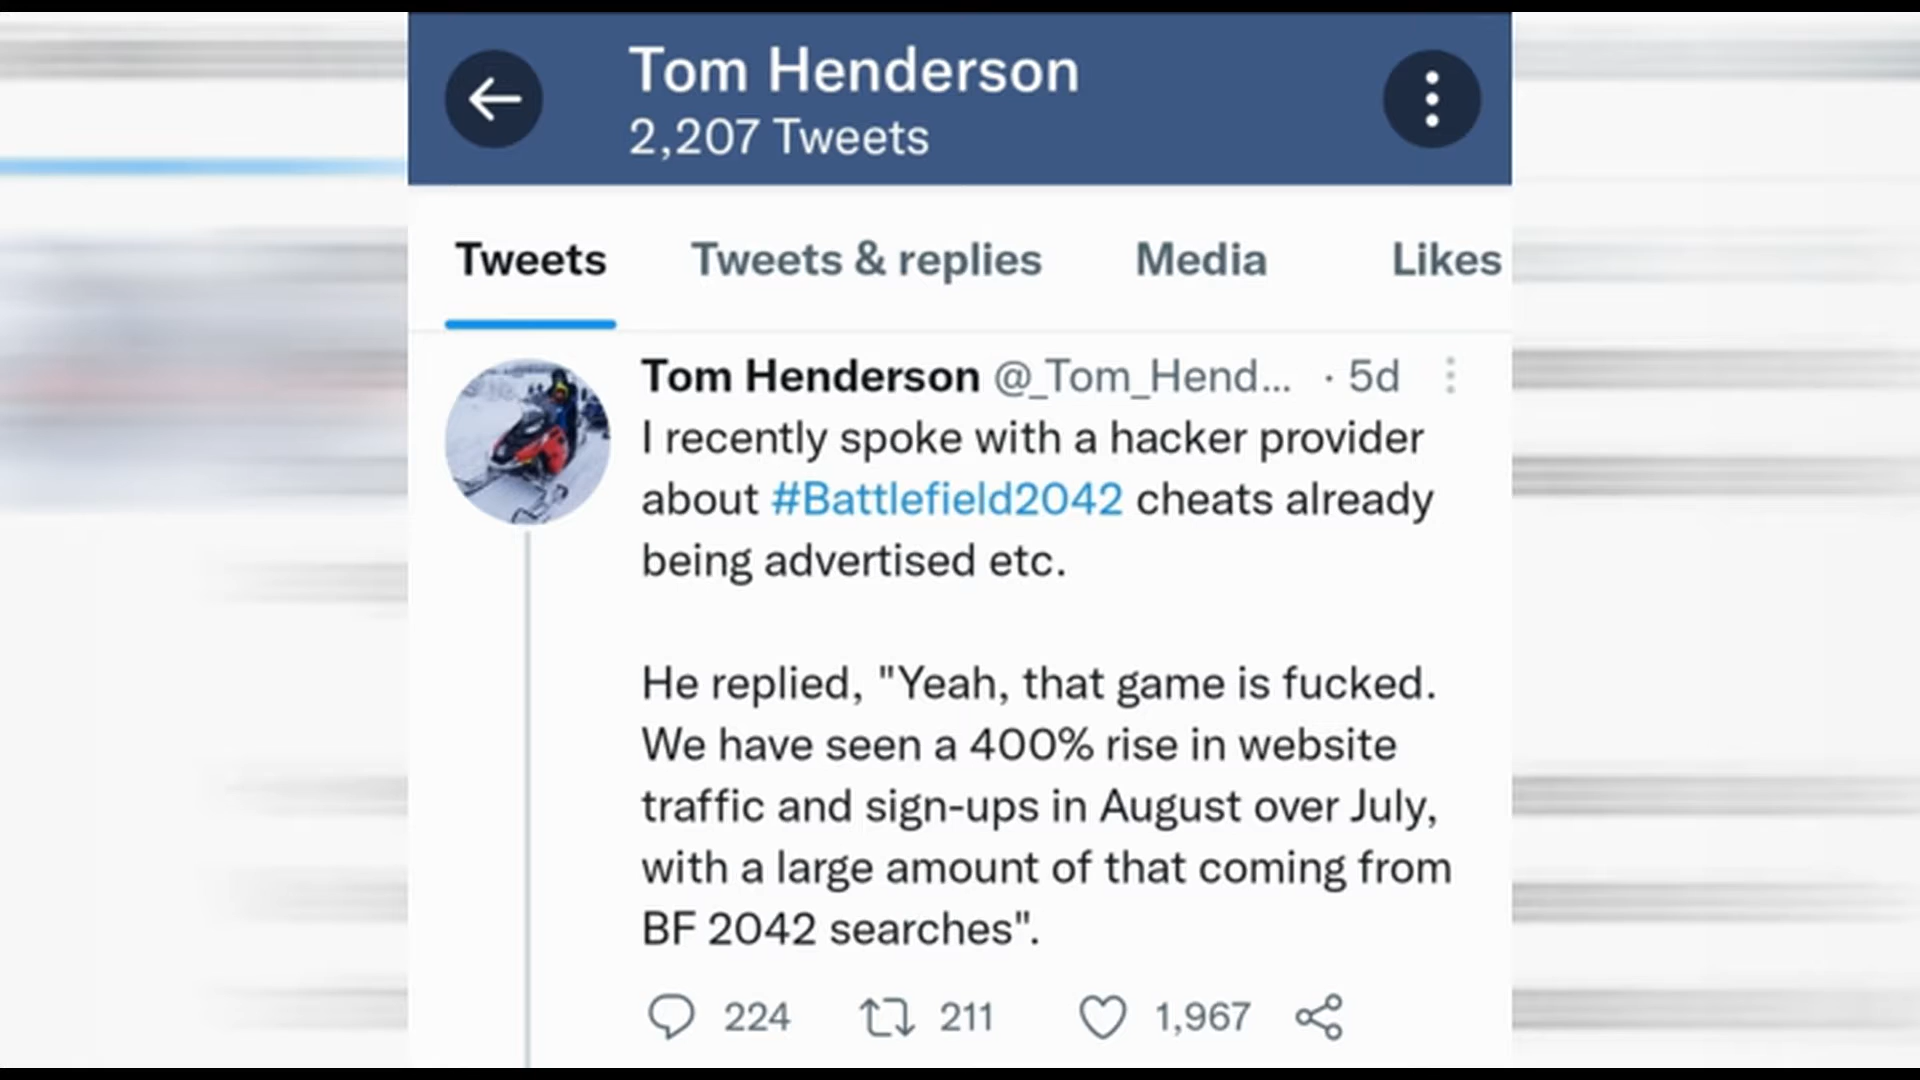 Tom Henderson
2,207 Tweets
Tweets
Tweets & replies
Media
Likes
Tom Henderson @_Tom_Hend... · 5d
I recently spoke with a hacker provider
about #Battlefield2042 cheats already
being advertised etc.
He replied, "Yeah, that game is fucked.
We have seen a 400% rise in website
traffic and sign-ups in August over July,
with a large amount of that coming from
BF 2042 searches".
224
211
1,967